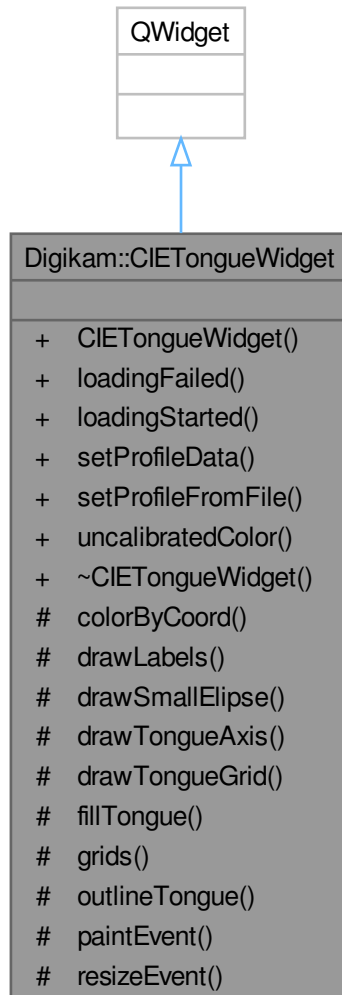 QWidget
Digikam::CIETongueWidget
+ CIETongueWidget()
+ loadingFailed()
+ loadingStarted()
+ setProfileData()
+ setProfileFromFile()
+ uncalibratedColor()
+ ~CIETongueWidget()
# colorByCoord()
# drawLabels()
# drawSmallElipse()
# drawTongueAxis()
# drawTongueGrid()
# fillTongue()
# grids()
# outlineTongue()
# paintEvent()
# resizeEvent()